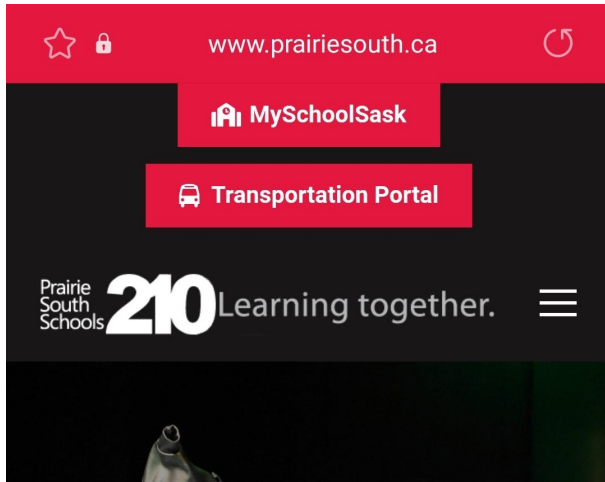 www.prairiesouth.ca
MySchoolSask
Transportation Portal
Prairie
South
Schools
210
Learning together.